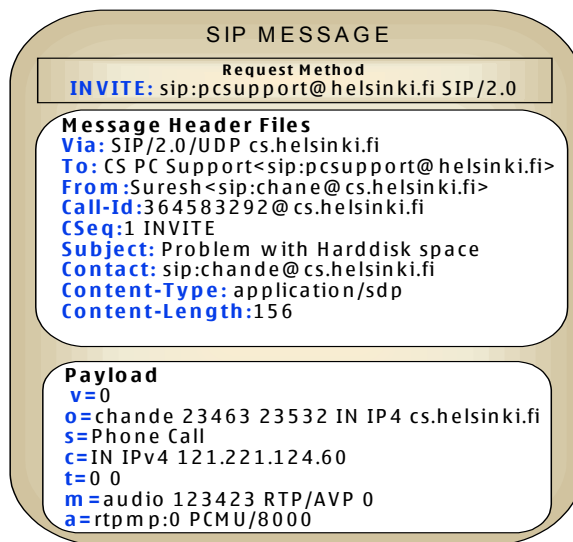 SIP MESSAGE
Request Method
INVITE: sip:pcsupport@helsinki.fi SIP/2.0
Message Header Files
Via: SIP/2.0/UDP cs.helsinki.fi
To: CS PC Support<sip:pcsupport@helsinki.fi>
From:Suresh<sip:chane@cs.helsinki.fi>
Call-Id:364583292@cs.helsinki.fi
CSeq:1 INVITE
Subject: Problem with Harddisk space
Contact: sip:chande@cs.helsinki.fi
Content-Type: application/sdp
Content-Length:156
Payload
v=0
o=chande 23463 23532 IN IP4 cs.helsinki.fi
s=Phone Call
c=IN IPv4 121.221.124.60
t=0 0
m=audio 123423 RTP/AVP 0
a=rtpmp:0 PCMU/8000